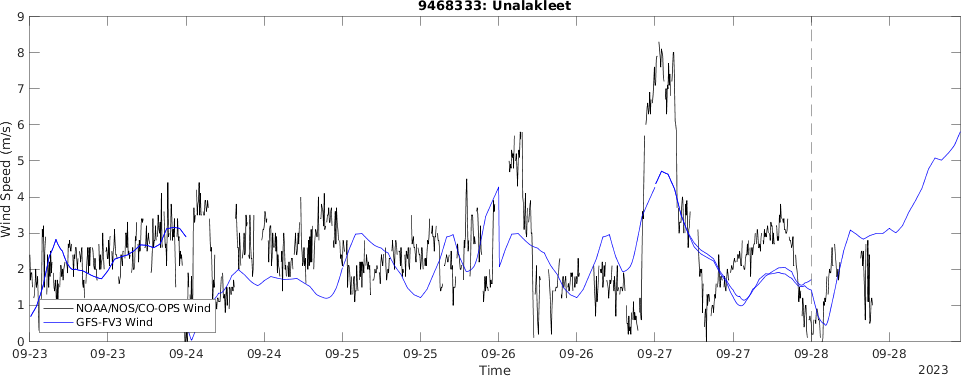 9468333: Unalakleet
9
8
7
6
5
4
3
2
1
0
Wind Speed (m/s)
NOAA/NOS/CO-OPS Wind
GFS-FV3 Wind
09-23 09-23 09-24 09-24 09-25 09-25 09-26 09-26 09-27 09-27 09-28 09-28
Time
2023